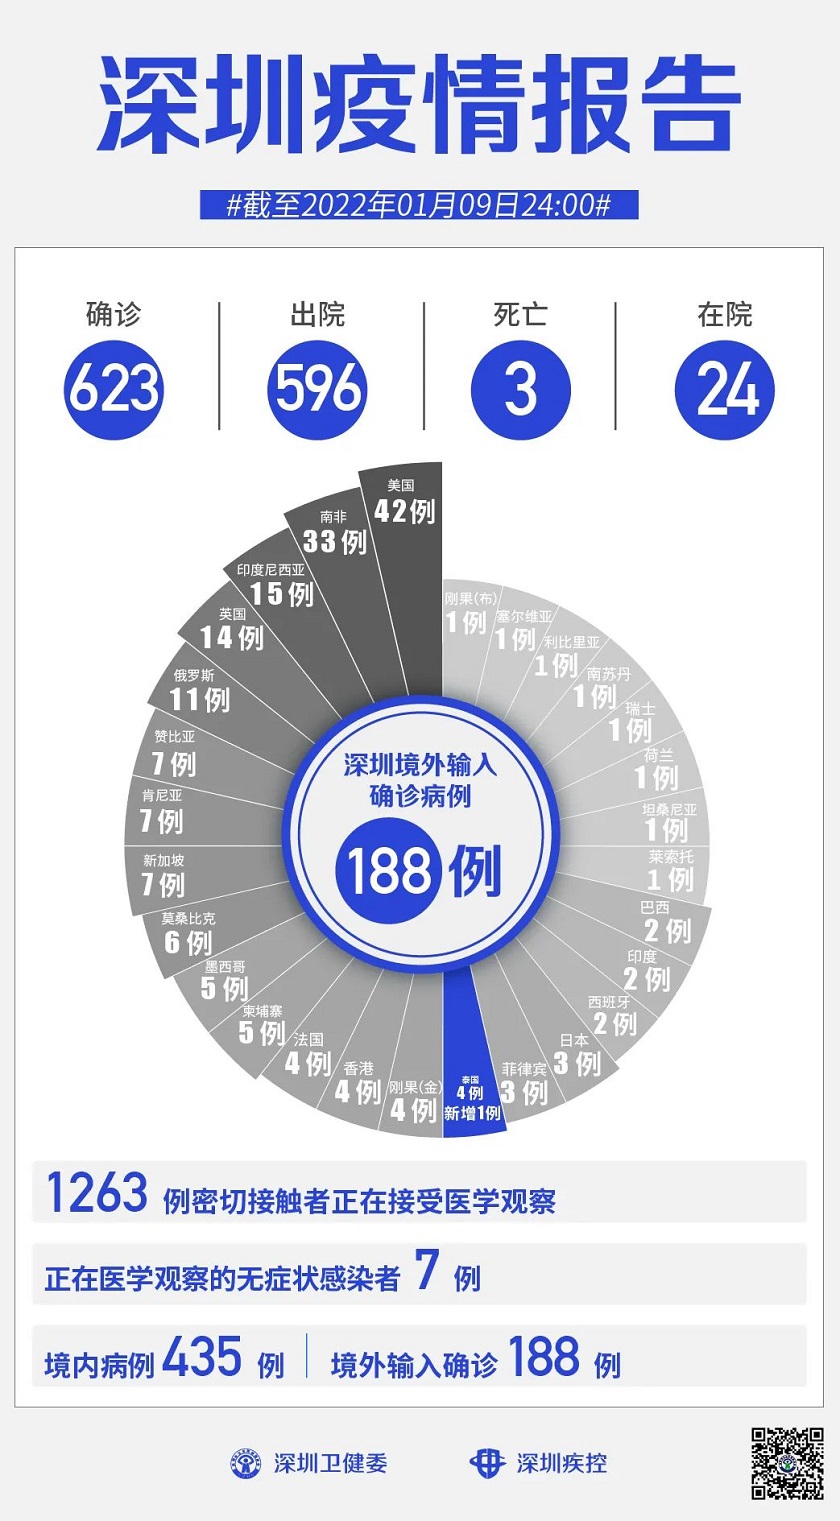 深圳疫情报告
#截至2022年01月09日24:00#
确诊
623
出院
596
死亡
3
在院
24
美国
42例
南非
33例
印度尼西亚
15例
英国
14例
俄罗斯
11例
赞比亚
7例
肯尼亚
7例
新加坡
7例
莫桑比克
6例
墨西哥
5例
柬埔寨
5例
法国
4例
香港
4例
刚果(金)
4例
泰国
4例
新增1例
菲律宾
3例
日本
3例
西班牙
2例
印度
2例
巴西
2例
莱索托
1例
坦桑尼亚
1例
荷兰
1例
瑞士
1例
南苏丹
1例
利比里亚
1例
塞尔维亚
1例
刚果(布)
1例
深圳境外输入
确诊病例
188例
1263 例密切接触者正在接受医学观察
正在医学观察的无症状感染者 7 例
境内病例 435 例 境外输入确诊 188 例
深圳卫健委 深圳疾控